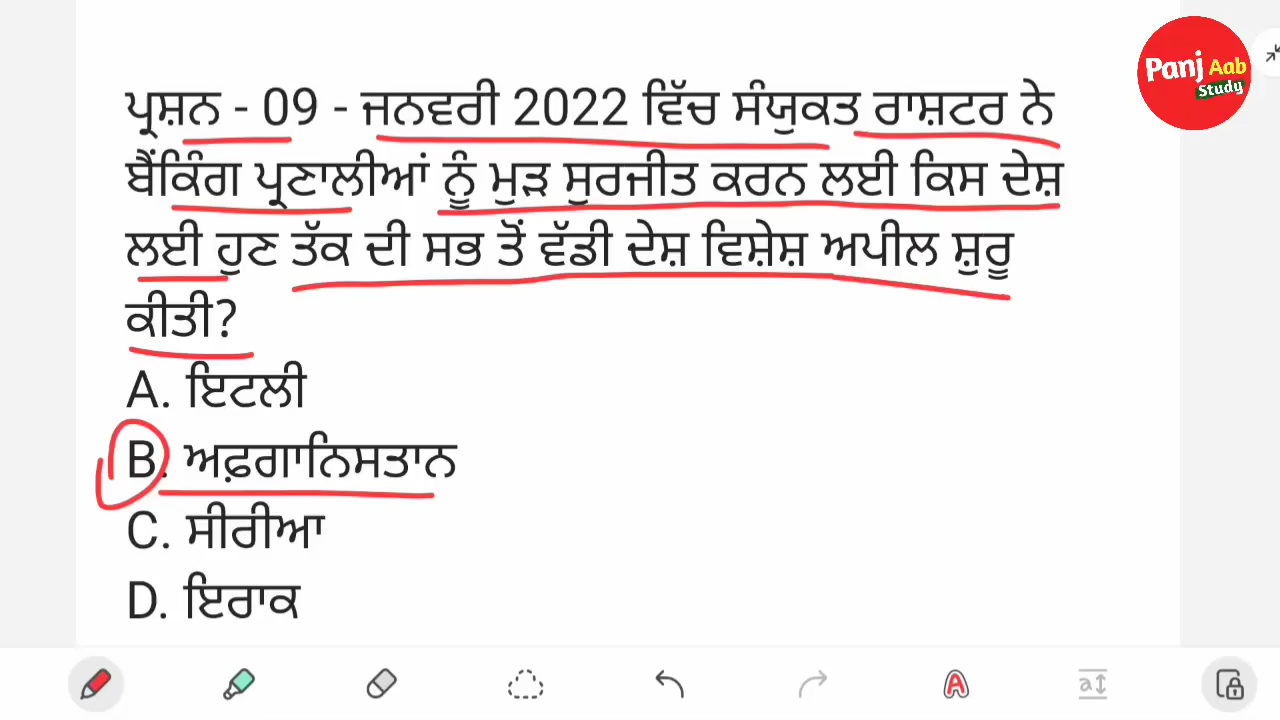 Panj Aab
Study
ਪ੍ਰਸ਼ਨ - 09 - ਜਨਵਰੀ 2022 ਵਿੱਚ ਸੰਯੁਕਤ ਰਾਸ਼ਟਰ ਨੇ
ਬੈਂਕਿੰਗ ਪ੍ਰਣਾਲੀਆਂ ਨੂੰ ਮੁੜ ਸੁਰਜੀਤ ਕਰਨ ਲਈ ਕਿਸ ਦੇਸ਼
ਲਈ ਹੁਣ ਤੱਕ ਦੀ ਸਭ ਤੋਂ ਵੱਡੀ ਦੇਸ਼ ਵਿਸ਼ੇਸ਼ ਅਪੀਲ ਸ਼ੁਰੂ
ਕੀਤੀ?
A. ਇਟਲੀ
B. ਅਫ਼ਗਾਨਿਸਤਾਨ
C. ਸੀਰੀਆ
D. ਇਰਾਕ
A
a